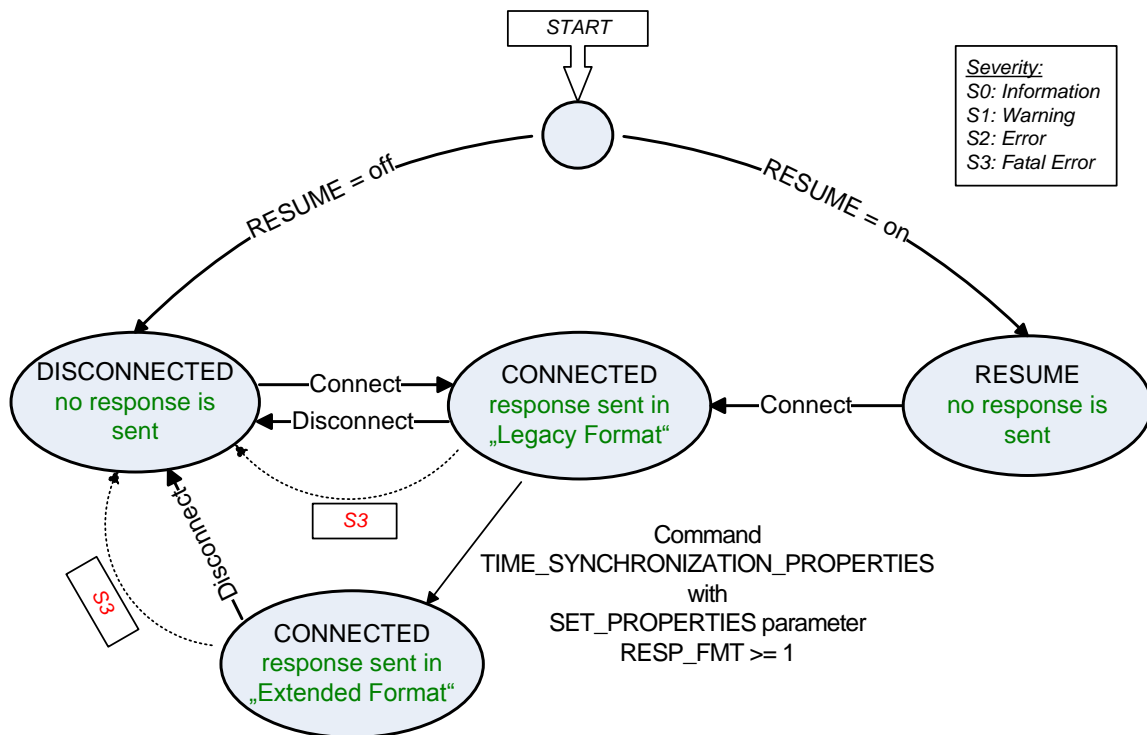 START
Severity:
S0: Information
S1: Warning
S2: Error
S3: Fatal Error
RESUME = off
RESUME = on
DISCONNECTED
no response is
sent
Connect
Disconnect
CONNECTED
response sent in
„Legacy Format“
Connect
RESUME
no response is
sent
S3
Disconnect
S3
Command
TIME_SYNCHRONIZATION_PROPERTIES
with
SET_PROPERTIES parameter
RESP_FMT >= 1
CONNECTED
response sent in
„Extended Format“